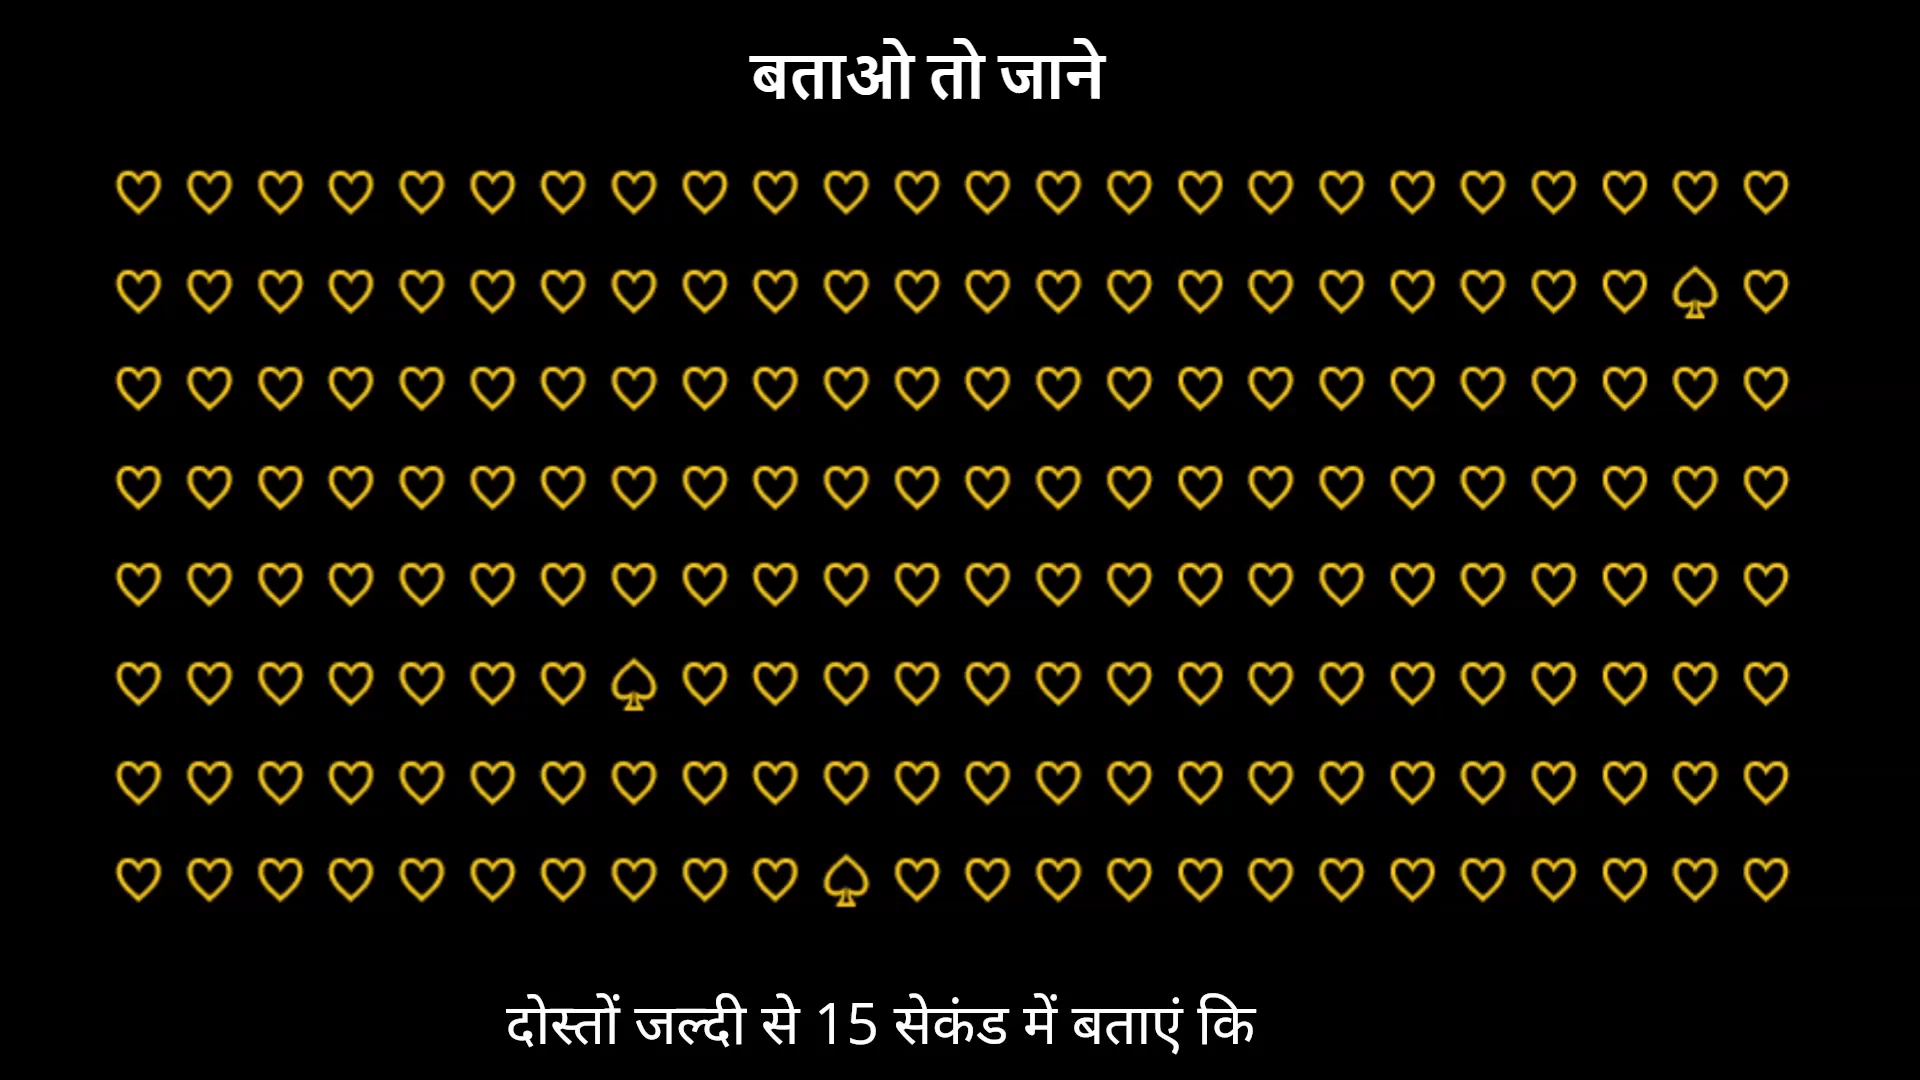 बताओ तो जाने
दोस्तों जल्दी से 15 सेकंड में बताएं कि